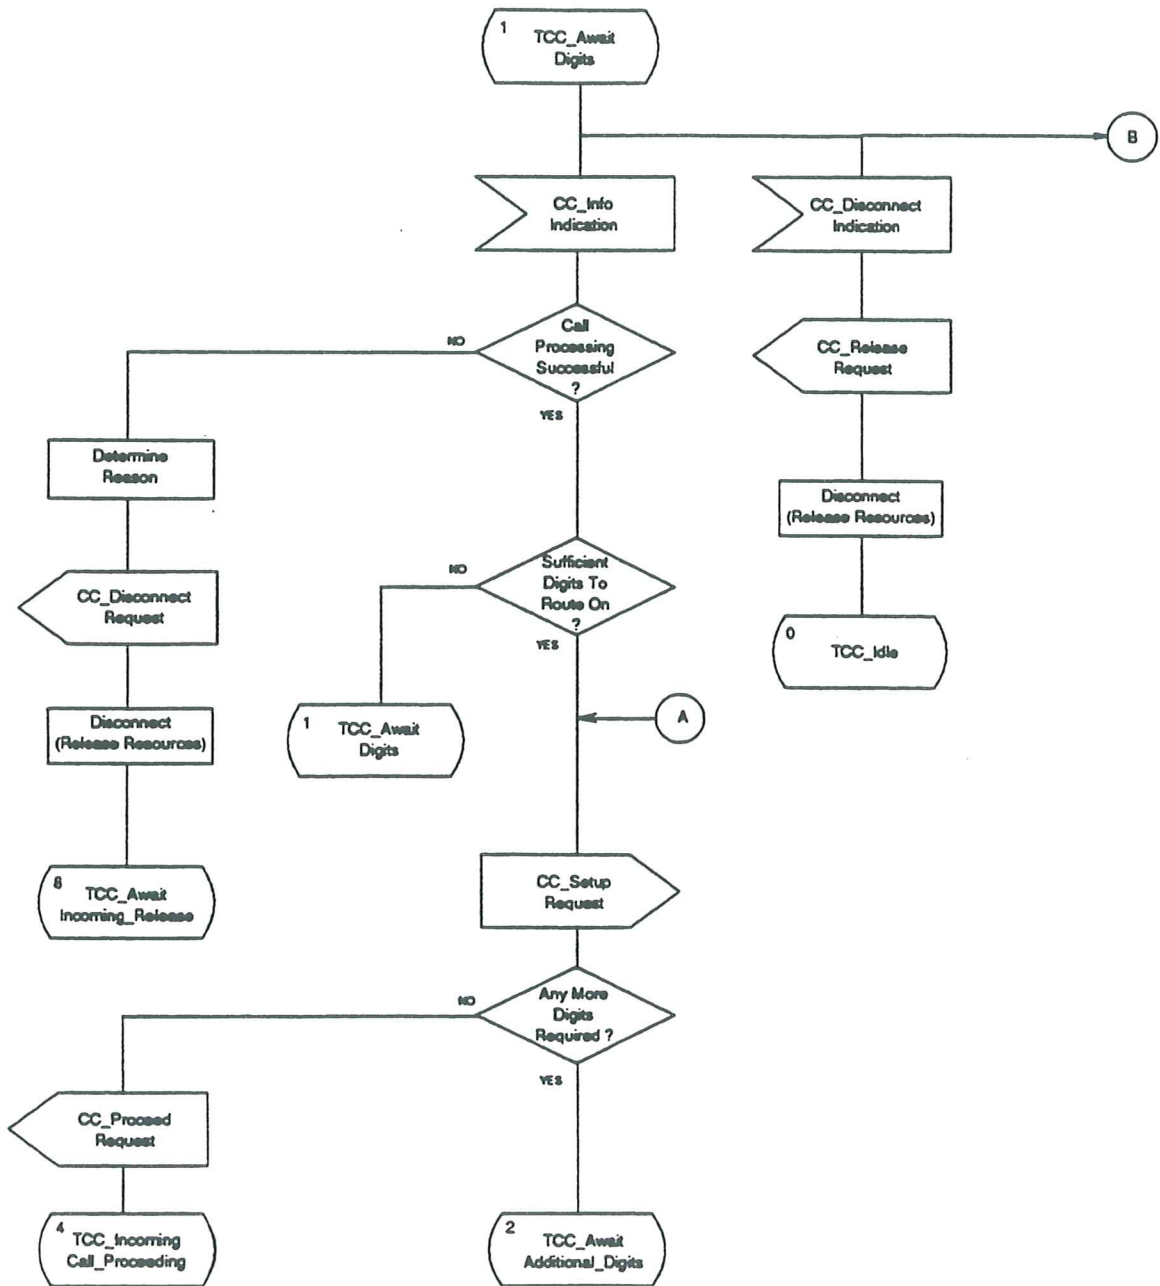 1
TCC_Await
Digits
B
CC_Info
Indication
CC_Disconnect
Indication
Call
Processing
Successful
?
NO
YES
CC_Release
Request
Determine
Reason
Disconnect
(Release Resources)
Sufficient
Digits To
Route On
?
NO
YES
CC_Disconnect
Request
0
TCC_Idle
Disconnect
(Release Resources)
1
TCC_Await
Digits
A
8
TCC_Await
Incoming_Release
CC_Setup
Request
Any More
Digits
Required ?
NO
YES
CC_Proceed
Request
4
TCC_Incoming
Call_Proceeding
2
TCC_Await
Additional_Digits